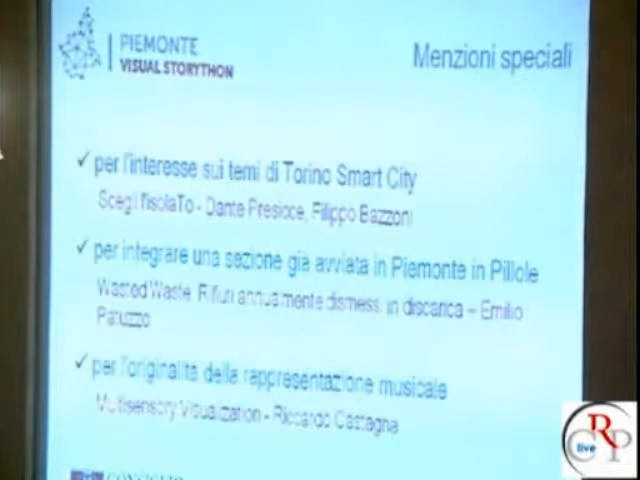 PIEMONTE
VISUAL STORYTHON
Menzioni speciali
✓ per l'interesse sui temi di Torino Smart City
Scegli l'isolaTo - Dante Presicce, Filippo Bazzoni
✓ per integrare una sezione già avviata in Piemonte in Pillole
Wasted Waste. Rifiuti annualmente dismessi in discarica – Emilio
Paruzzo
✓ per l'originalità della rappresentazione musicale
Multisensory Visualization - Riccardo Castagna
CONSIGLIO
CRP
live